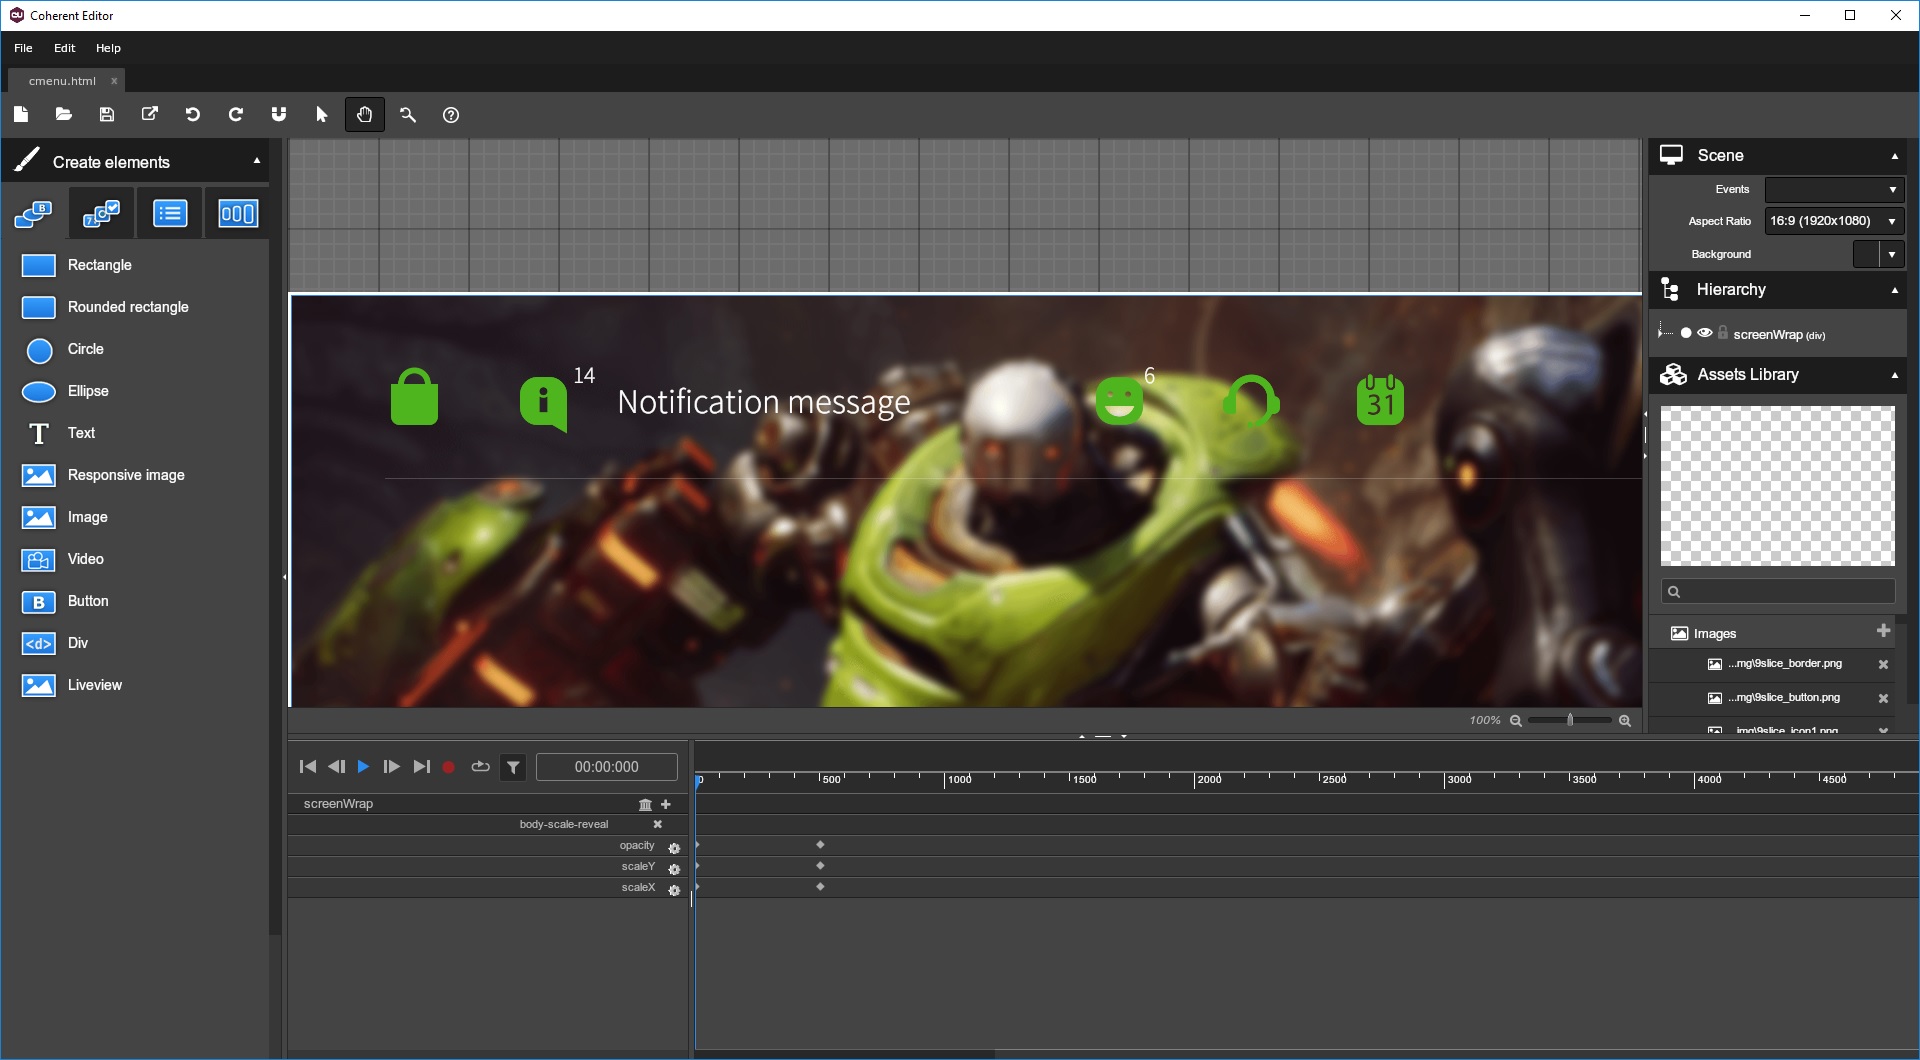 Coherent Editor
File Edit Help
cmenu.html
Create elements
Rectangle
Rounded rectangle
Circle
Ellipse
Text
Responsive image
Image
Video
Button
Div
Liveview
14
Notification message
6
31
100%
Scene
Events
Aspect Ratio 16:9 (1920x1080)
Background
Hierarchy
screenWrap (div)
Assets Library
Images
...mg\9slice_border.png
...mg\9slice_button.png
img\9slice_icon1.png
00:00:000
0 500 1000 1500 2000 2500 3000 3500 4000 4500
screenWrap
body-scale-reveal
opacity
scaleY
scaleX